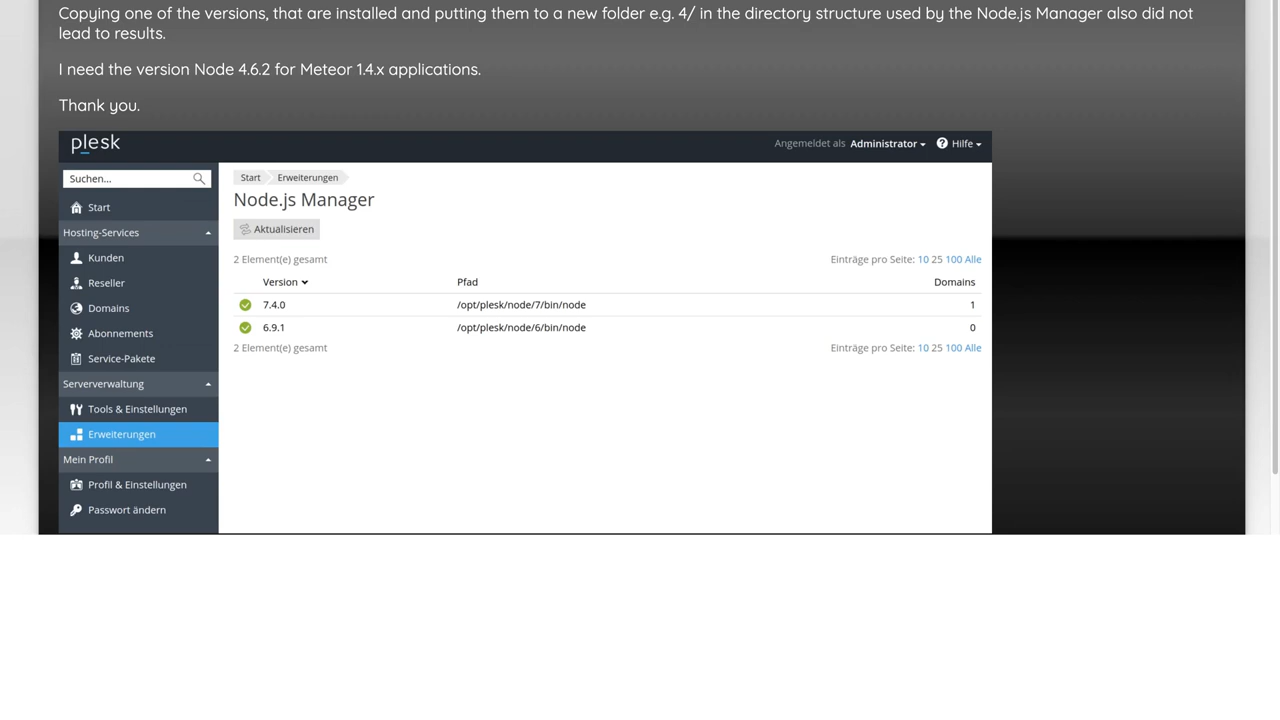 Copying one of the versions, that are installed and putting them to a new folder e.g. 4/ in the directory structure used by the Node.js Manager also did not
lead to results.
I need the version Node 4.6.2 for Meteor 1.4.x applications.
Thank you.
plesk
Angemeldet als Administrator Hilfe
Suchen...
Start
Hosting-Services
Kunden
Reseller
Domains
Abonnements
Service-Pakete
Serververwaltung
Tools & Einstellungen
Erweiterungen
Mein Profil
Profil & Einstellungen
Passwort ändern
Start Erweiterungen
Node.js Manager
Aktualisieren
2 Element(e) gesamt Einträge pro Seite: 10 25 100 Alle
Version Pfad Domains
7.4.0 /opt/plesk/node/7/bin/node 1
6.9.1 /opt/plesk/node/6/bin/node 0
2 Element(e) gesamt Einträge pro Seite: 10 25 100 Alle